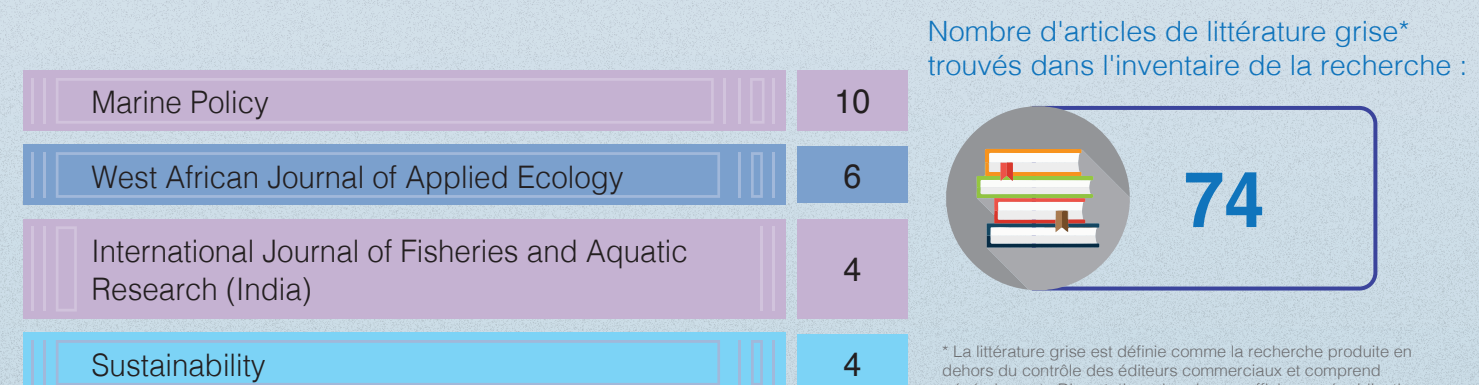 Marine Policy 10
West African Journal of Applied Ecology 6
International Journal of Fisheries and Aquatic
Research (India) 4
Sustainability 4
Nombre d'articles de littérature grise*
trouvés dans l'inventaire de la recherche :
74
* La littérature grise est définie comme la recherche produite en
dehors du contrôle des éditeurs commerciaux et comprend